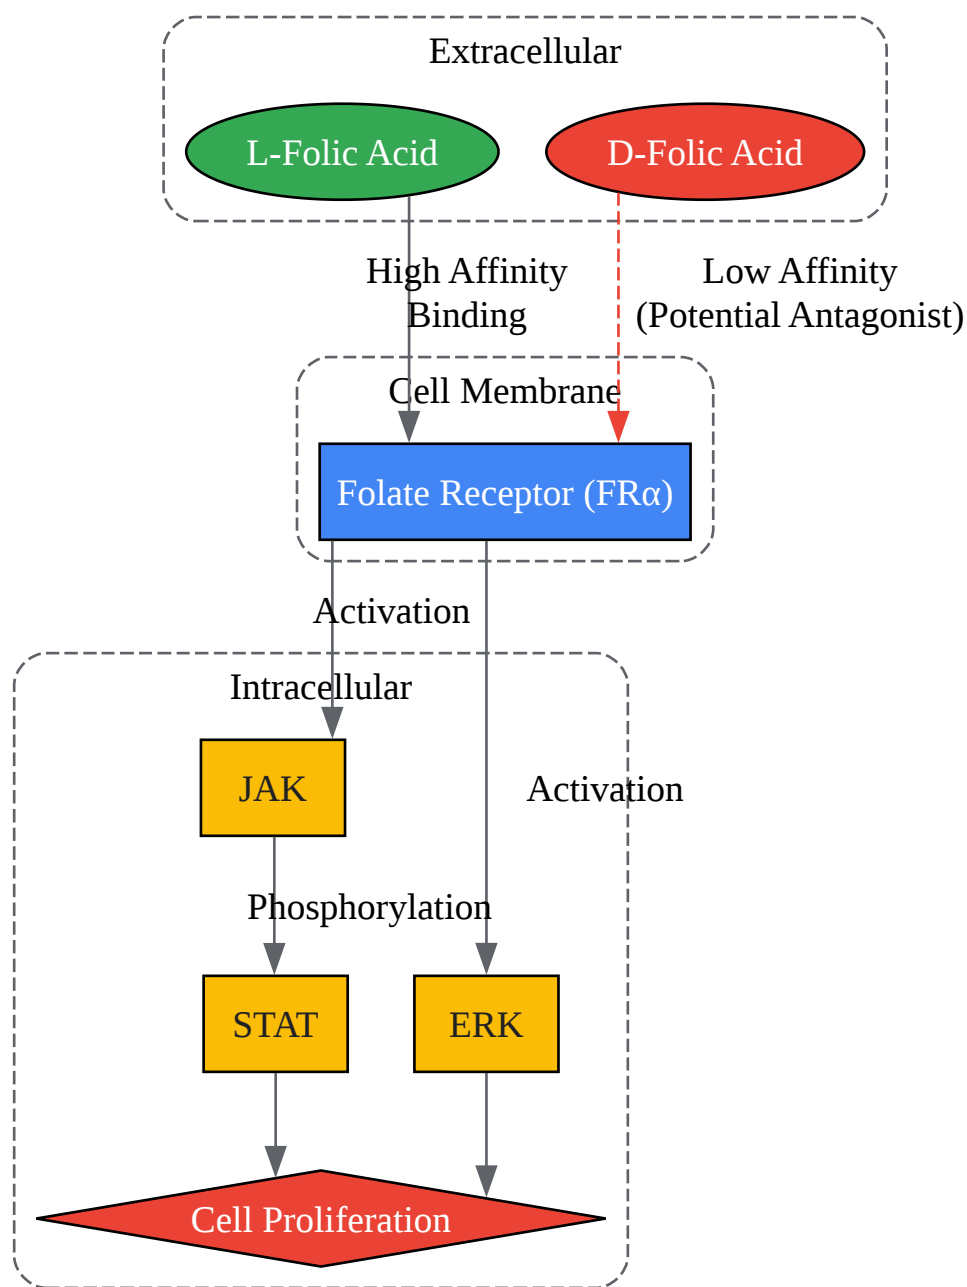 Extracellular
L-Folic Acid
D-Folic Acid
High Affinity
Binding
Low Affinity
(Potential Antagonist)
Cell Membrane
Folate Receptor (FRα)
Activation
Intracellular
JAK
Activation
Phosphorylation
STAT
ERK
Cell Proliferation